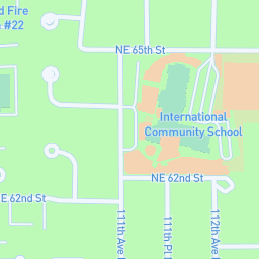 d Fire
#22
NE 65th St
International
Community School
NE 62nd St
NE 62nd St
111th Ave
111th Pl
112th Ave